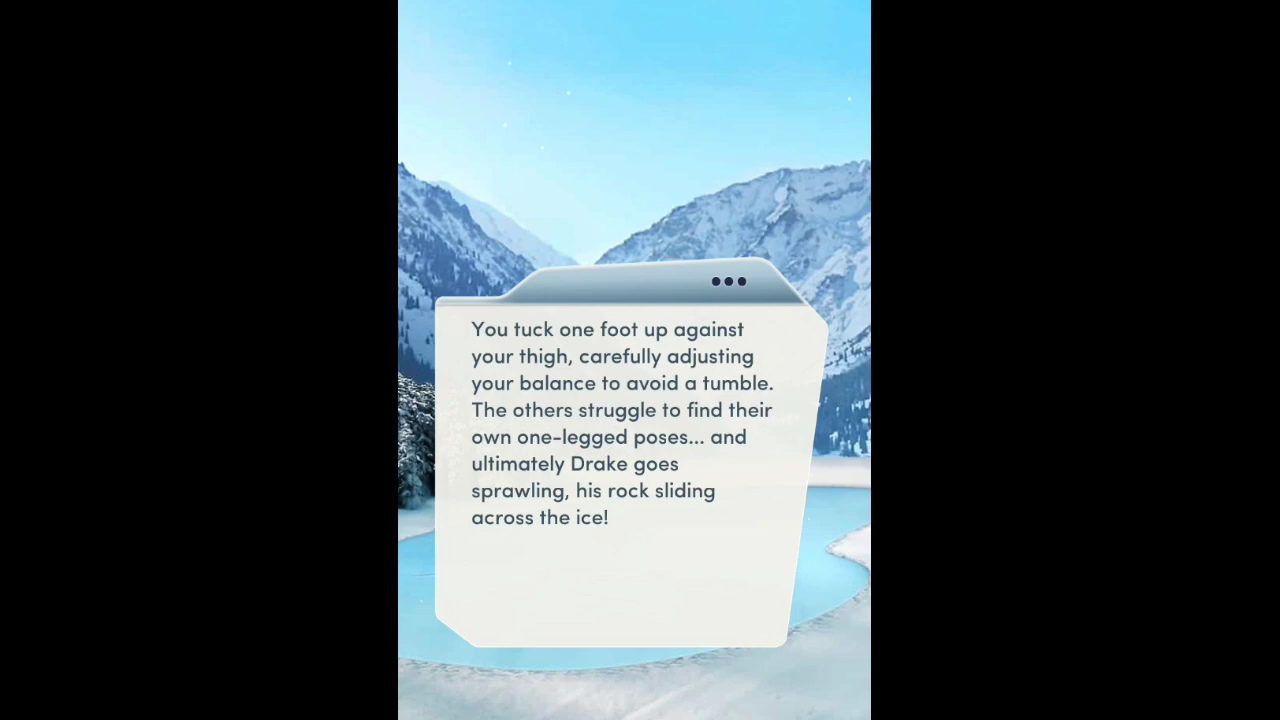 You tuck one foot up against
your thigh, carefully adjusting
your balance to avoid a tumble.
The others struggle to find their
own one-legged poses... and
ultimately Drake goes
sprawling, his rock sliding
across the ice!